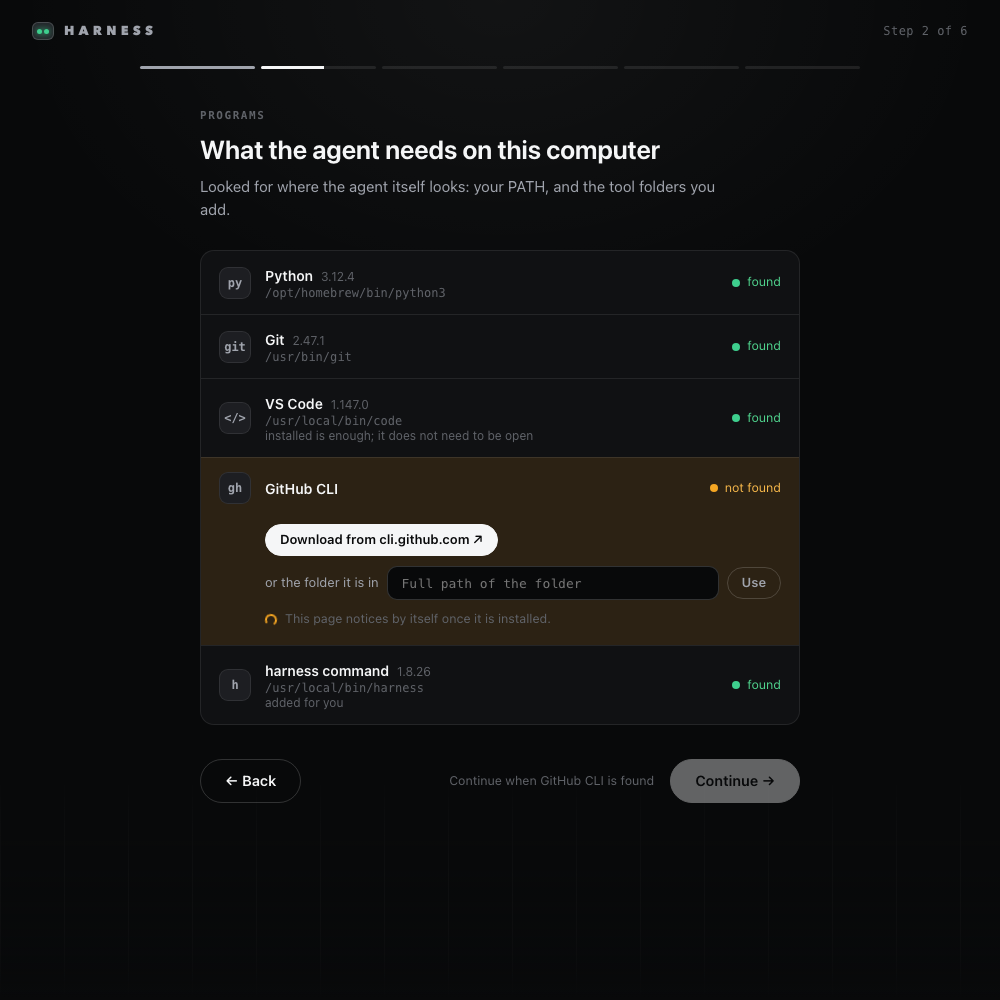 HARNESS
Step 2 of 6
PROGRAMS
What the agent needs on this computer
Looked for where the agent itself looks: your PATH, and the tool folders you
add.
py
Python 3.12.4
/opt/homebrew/bin/python3
found
git
Git 2.47.1
/usr/bin/git
found
</>
VS Code 1.147.0
/usr/local/bin/code
installed is enough; it does not need to be open
found
gh
GitHub CLI
not found
Download from cli.github.com ↗
or the folder it is in
Full path of the folder
Use
This page notices by itself once it is installed.
h
harness command 1.8.26
/usr/local/bin/harness
added for you
found
← Back
Continue when GitHub CLI is found
Continue →